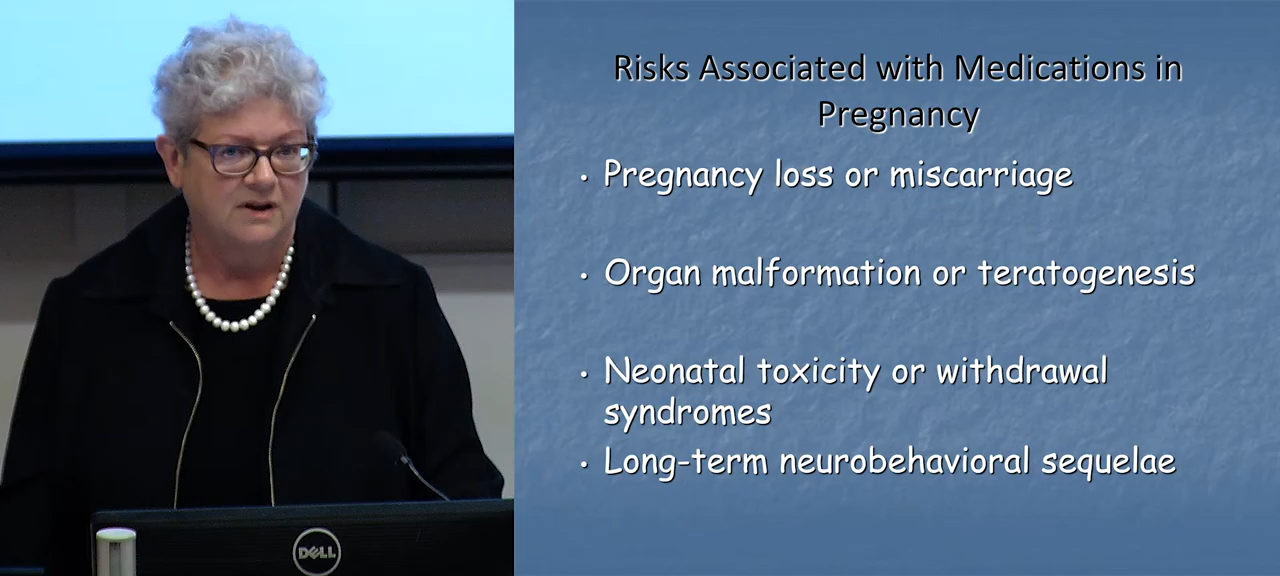 Risks Associated with Medications in
Pregnancy
• Pregnancy loss or miscarriage
• Organ malformation or teratogenesis
• Neonatal toxicity or withdrawal
syndromes
• Long-term neurobehavioral sequelae
DELL